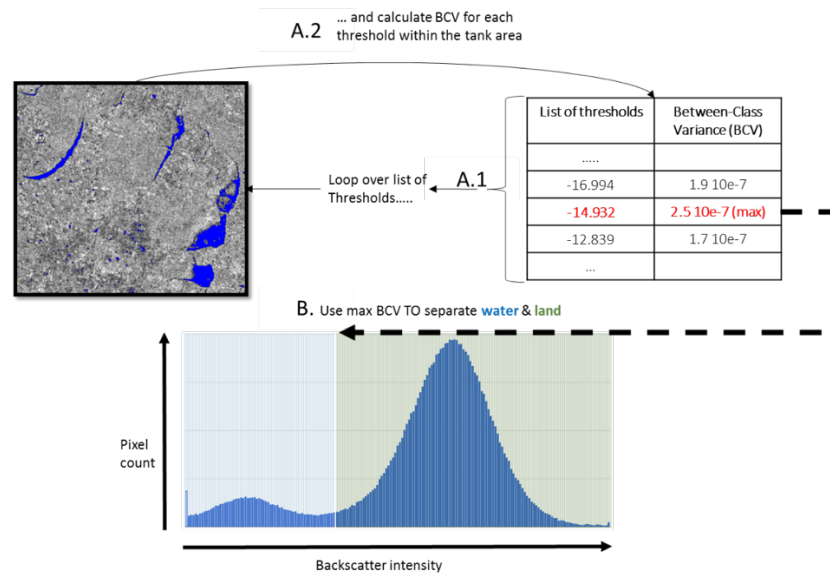 A.2
... and calculate BCV for each
threshold within the tank area
List of thresholds
Between-Class
Variance (BCV)
.....
-16.994
1.9 10e-7
-14.932
2.5 10e-7 (max)
-12.839
1.7 10e-7
...
Loop over list of
Thresholds.....
A.1
B. Use max BCV TO separate water & land
Pixel
count
Backscatter intensity